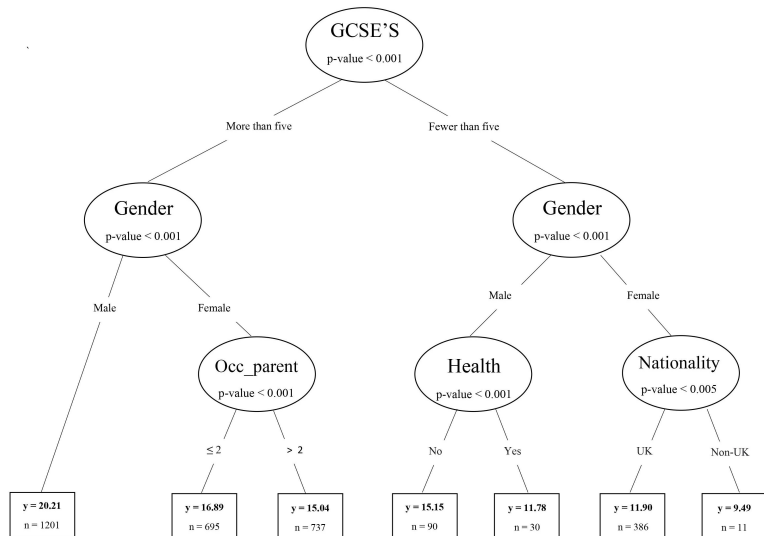 GCSE'S
p-value < 0.001
More than five
Fewer than five
Gender
p-value < 0.001
Gender
p-value < 0.001
Male
Female
Male
Female
Occ_parent
p-value < 0.001
Health
p-value < 0.001
Nationality
p-value < 0.005
≤ 2
> 2
No
Yes
UK
Non-UK
y = 20.21
n = 1201
y = 16.89
n = 695
y = 15.04
n = 737
y = 15.15
n = 90
y = 11.78
n = 30
y = 11.90
n = 386
y = 9.49
n = 11